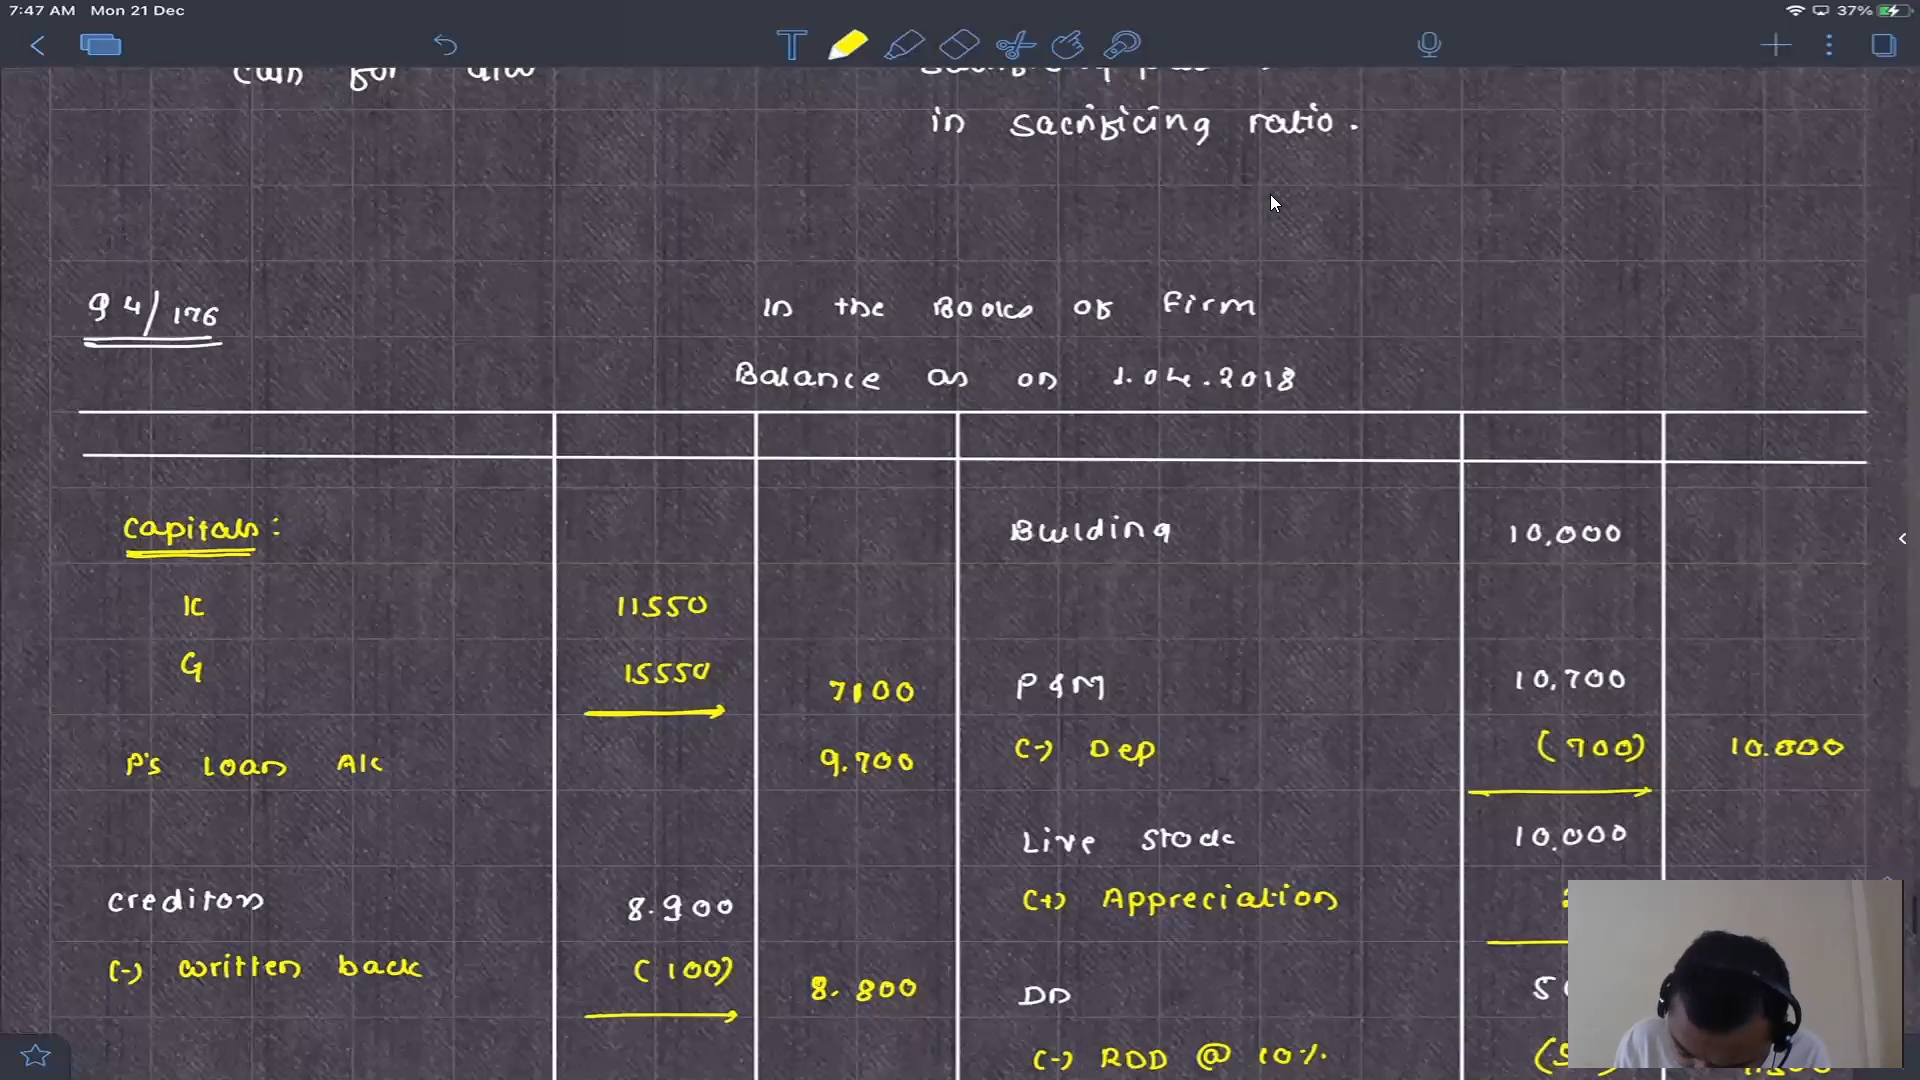 7:47 AM Mon 21 Dec
37%
in sacrificing ratio.
Q 4/176
In the Books of Firm
Balance as on 1.04.2018
Capitals:
K 11550
G 15550 7100
P's Loan A/c 9.700
Creditors 8.900
(-) written back (100) 8.800
Building 10,000
P & M 10,700
(-) Dep (700) 10.000
Live Stock 10.000
(+) Appreciation
DD
(-) RDD @ 10%.